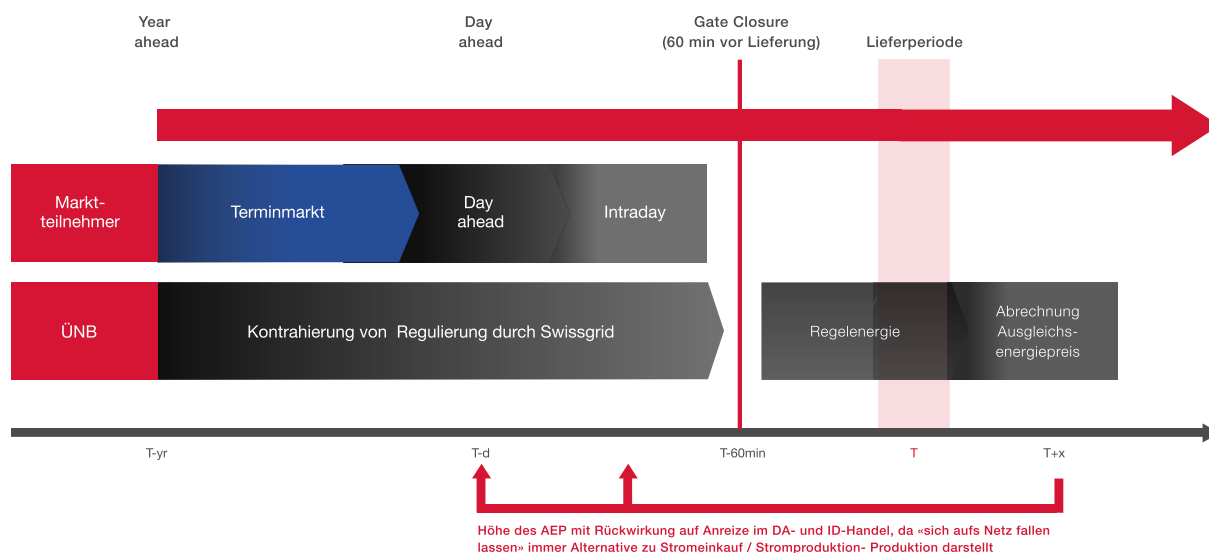 Year
ahead
Day
ahead
Gate Closure
(60 min vor Lieferung)
Lieferperiode
Markt-
teilnehmer
Terminmarkt
Day
ahead
Intraday
ÜNB
Kontrahierung von Regulierung durch Swissgrid
Regelenergie
Abrechnung
Ausgleichs-
energiepreis
T-yr
T-d
T-60min
T
T+x
Höhe des AEP mit Rückwirkung auf Anreize im DA- und ID-Handel, da «sich aufs Netz fallen
lassen» immer Alternative zu Stromeinkauf / Stromproduktion- Produktion darstellt